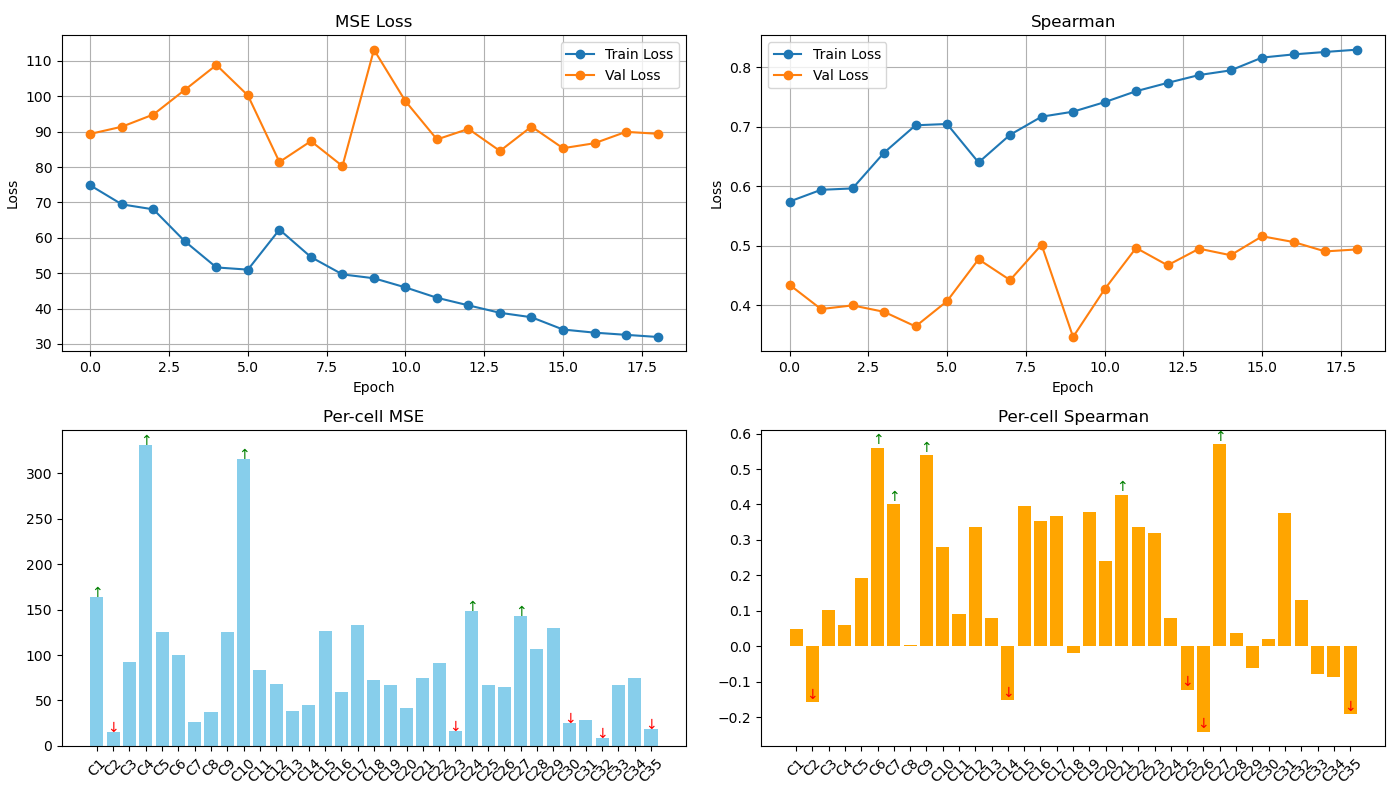 MSE Loss
Loss
110
100
90
80
70
60
50
40
30
Train Loss
Val Loss
0.0 2.5 5.0 7.5 10.0 12.5 15.0 17.5
Epoch
Spearman
Loss
0.8
0.7
0.6
0.5
0.4
Train Loss
Val Loss
0.0 2.5 5.0 7.5 10.0 12.5 15.0 17.5
Epoch
Per-cell MSE
300
250
200
150
100
50
0
↑ ↓ ↑ ↑ ↓ ↑ ↑ ↓ ↓ ↓
C1 C2 C3 C4 C5 C6 C7 C8 C9 C10 C11 C12 C13 C14 C15 C16 C17 C18 C19 C20 C21 C22 C23 C24 C25 C26 C27 C28 C29 C30 C31 C32 C33 C34 C35
Per-cell Spearman
0.6
0.5
0.4
0.3
0.2
0.1
0.0
−0.1
−0.2
↓ ↑ ↑ ↑ ↓ ↑ ↓ ↓ ↑ ↓
C1 C2 C3 C4 C5 C6 C7 C8 C9 C10 C11 C12 C13 C14 C15 C16 C17 C18 C19 C20 C21 C22 C23 C24 C25 C26 C27 C28 C29 C30 C31 C32 C33 C34 C35